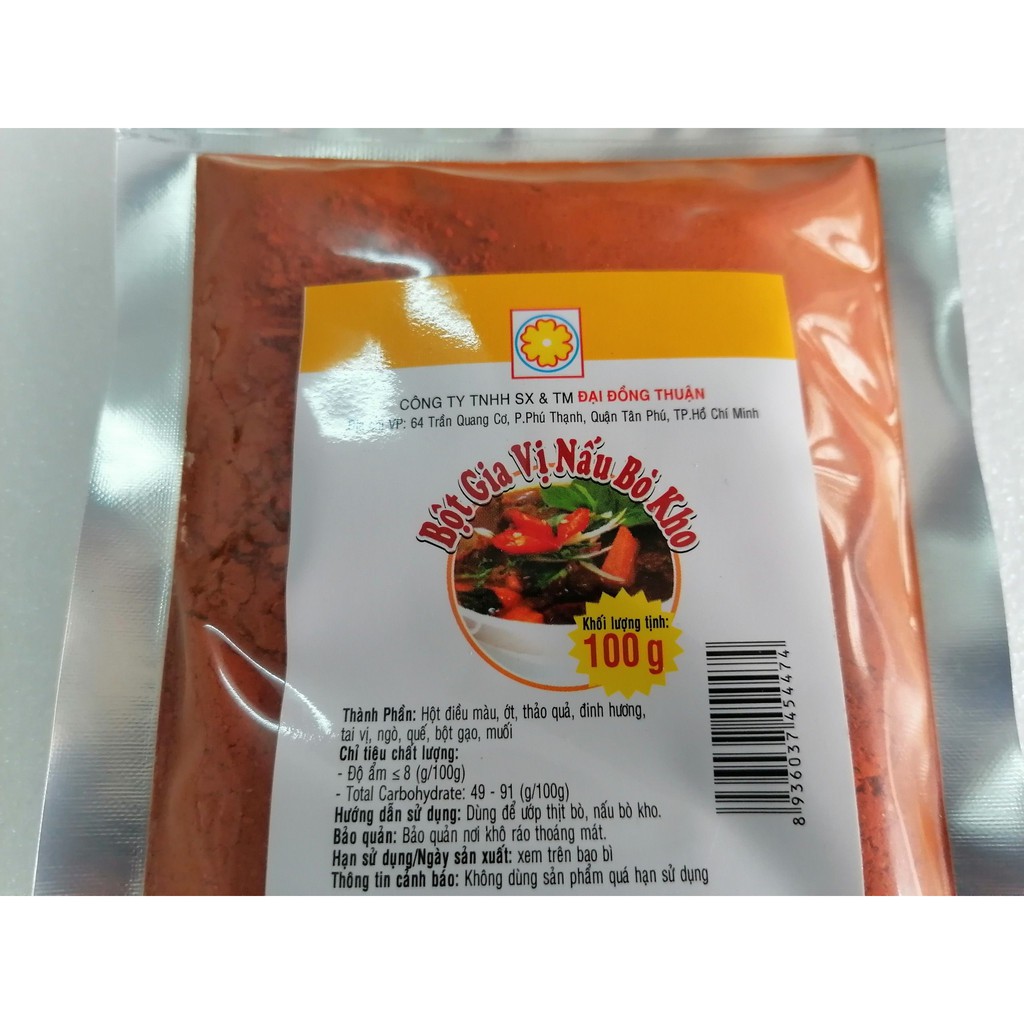 CÔNG TY TNHH SX & TM ĐẠI ĐỒNG THUẬN
VP: 64 Trần Quang Cơ, P.Phú Thạnh, Quận Tân Phú, TP.Hồ Chí Minh
Bột Gia Vị Nấu Bò Kho
Khối lượng tịnh:
100 g
Thành Phần: Hột điều màu, ớt, thảo quả, đinh hương,
tai vị, ngò, quế, bột gạo, muối
Chỉ tiêu chất lượng:
- Độ ẩm ≤ 8 (g/100g)
- Total Carbohydrate: 49 - 91 (g/100g)
Hướng dẫn sử dụng: Dùng để ướp thịt bò, nấu bò kho.
Bảo quản: Bảo quản nơi khô ráo thoáng mát.
Hạn sử dụng/Ngày sản xuất: xem trên bao bì
Thông tin cảnh báo: Không dùng sản phẩm quá hạn sử dụng
8 936037 454474